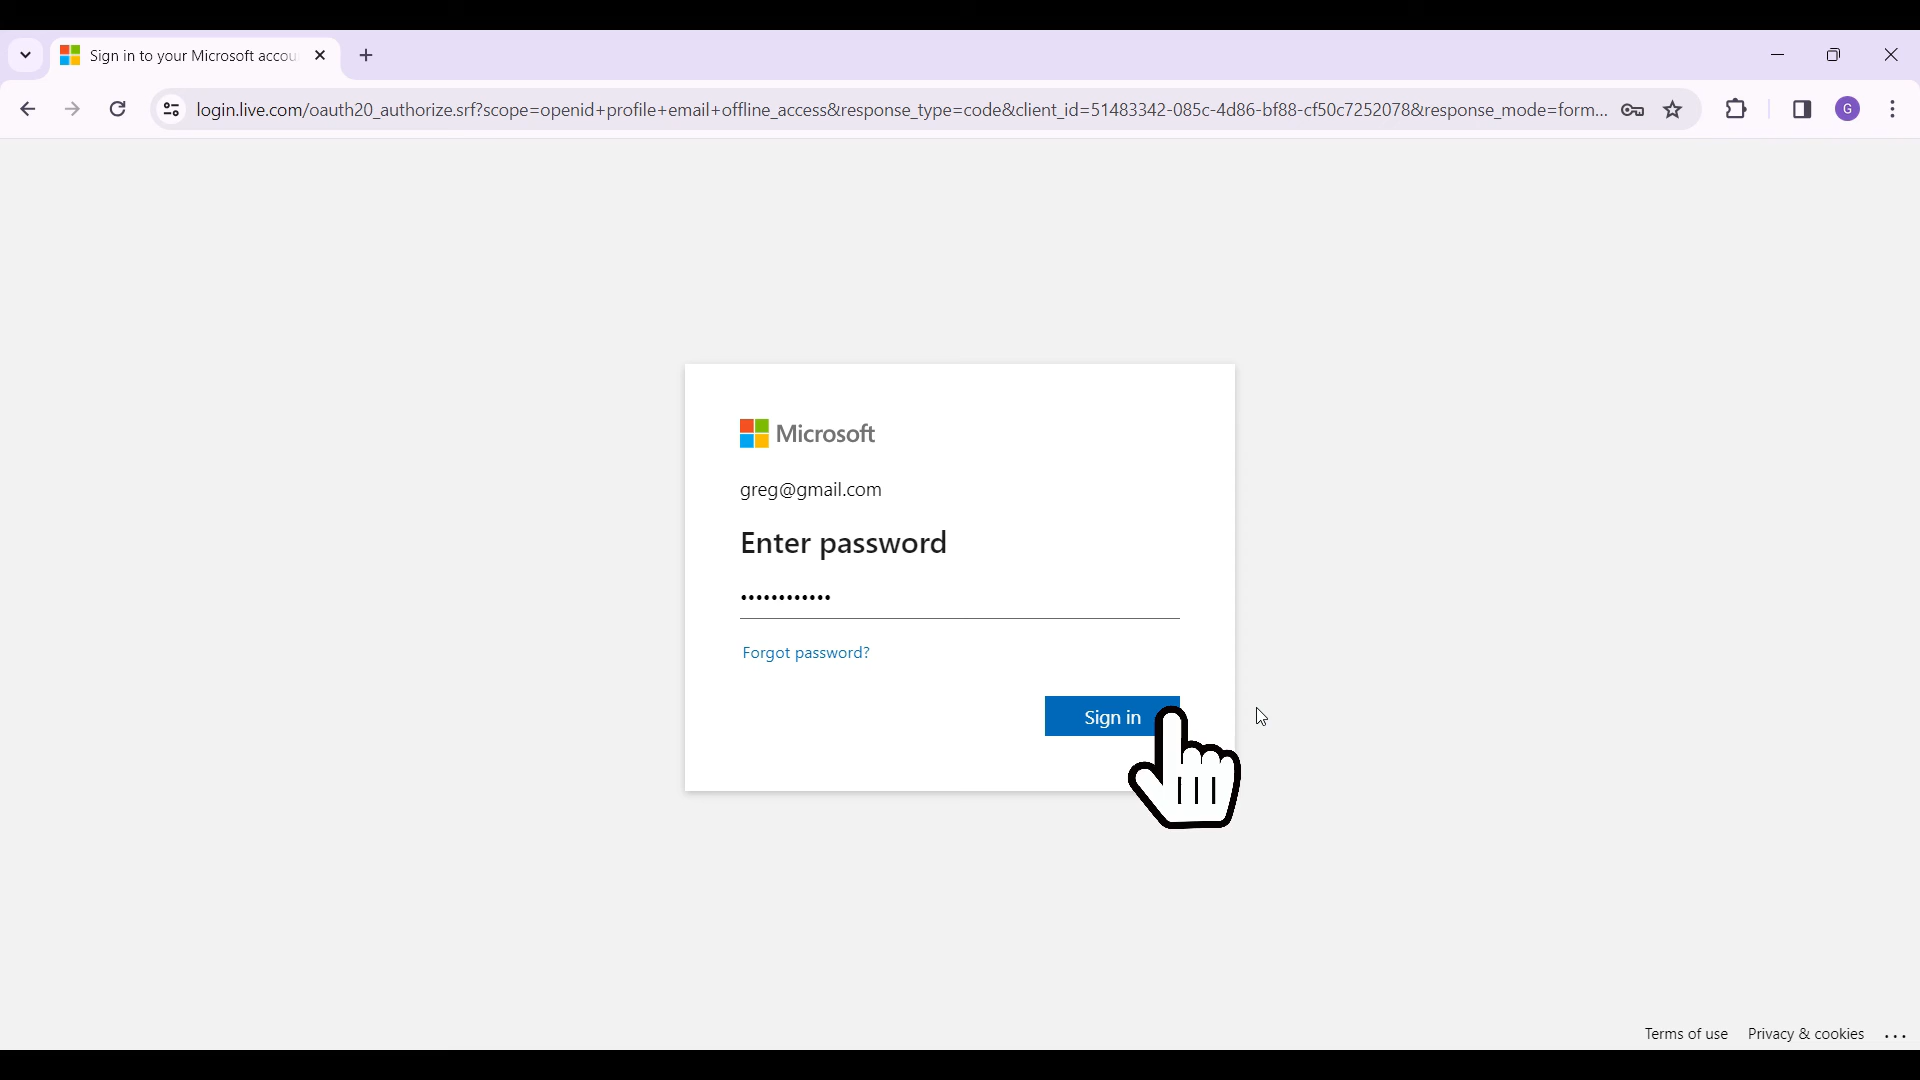 Sign in to your Microsoft accou
login.live.com/oauth20_authorize.srf?scope=openid+profile+email+offline_access&response_type=code&client_id=51483342-085c-4d86-bf88-cf50c7252078&response_mode=form...
G
Microsoft
greg@gmail.com
Enter password
••••••••••••
Forgot password?
Sign in
Terms of use Privacy & cookies ...